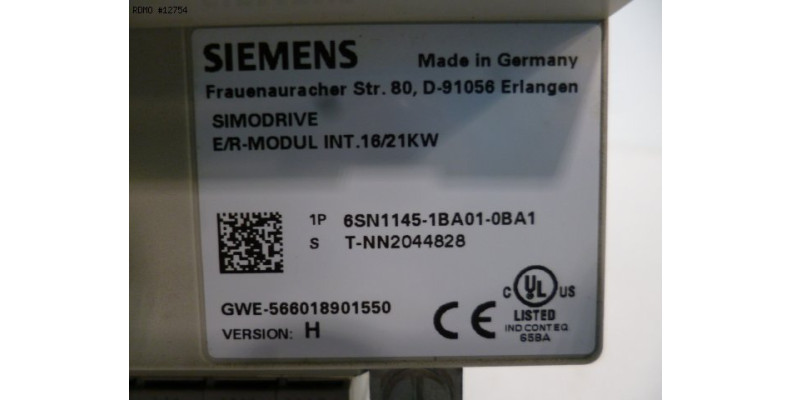 RDMO #12754
SIEMENS Made in Germany
Frauenauracher Str. 80, D-91056 Erlangen
SIMODRIVE
E/R-MODUL INT.16/21KW
1P 6SN1145-1BA01-0BA1
S T-NN2044828
C UL US
LISTED
IND CONT EQ
65BA
GWE-566018901550
VERSION: H
CE